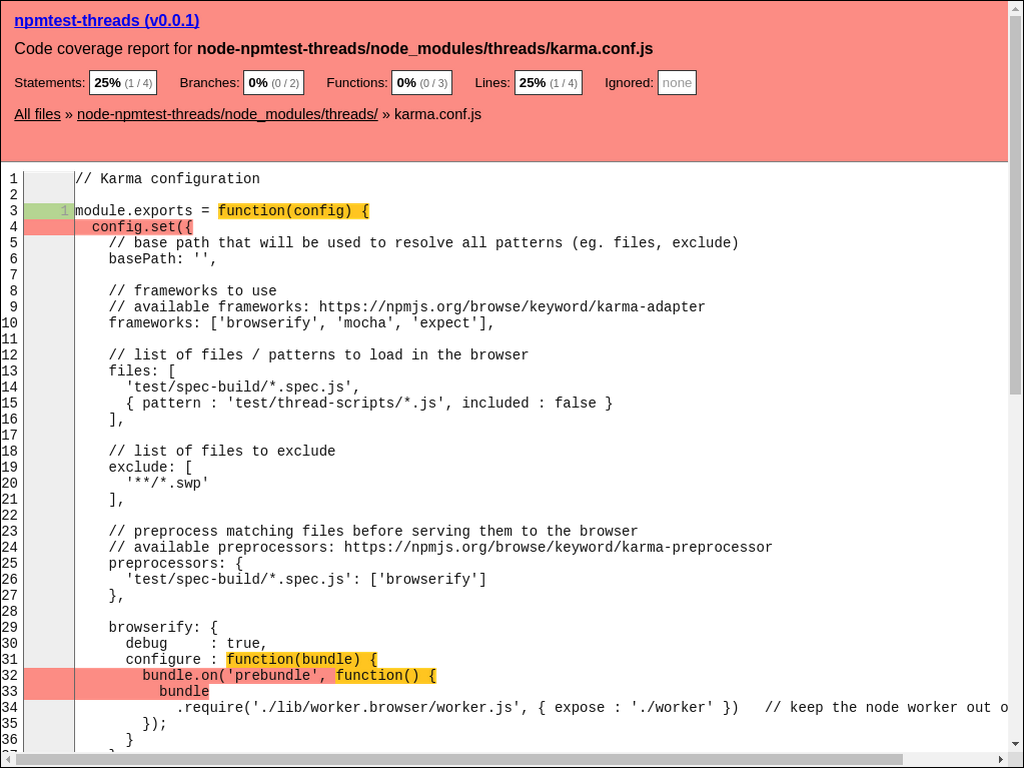 npmtest-threads (v0.0.1)
Code coverage report for node-npmtest-threads/node_modules/threads/karma.conf.js
Statements: 25% (1 / 4) Branches: 0% (0 / 2) Functions: 0% (0 / 3) Lines: 25% (1 / 4) Ignored: none
All files » node-npmtest-threads/node_modules/threads/ » karma.conf.js
1 // Karma configuration
2
3 1 module.exports = function(config) {
4   config.set({
5     // base path that will be used to resolve all patterns (eg. files, exclude)
6     basePath: '',
7
8     // frameworks to use
9     // available frameworks: https://npmjs.org/browse/keyword/karma-adapter
10     frameworks: ['browserify', 'mocha', 'expect'],
11
12     // list of files / patterns to load in the browser
13     files: [
14       'test/spec-build/*.spec.js',
15       { pattern : 'test/thread-scripts/*.js', included : false }
16     ],
17
18     // list of files to exclude
19     exclude: [
20       '**/*.swp'
21     ],
22
23     // preprocess matching files before serving them to the browser
24     // available preprocessors: https://npmjs.org/browse/keyword/karma-preprocessor
25     preprocessors: {
26       'test/spec-build/*.spec.js': ['browserify']
27     },
28
29     browserify: {
30       debug     : true,
31       configure : function(bundle) {
32         bundle.on('prebundle', function() {
33           bundle
34             .require('./lib/worker.browser/worker.js', { expose : './worker' })   // keep the node worker out o
35         });
36       }